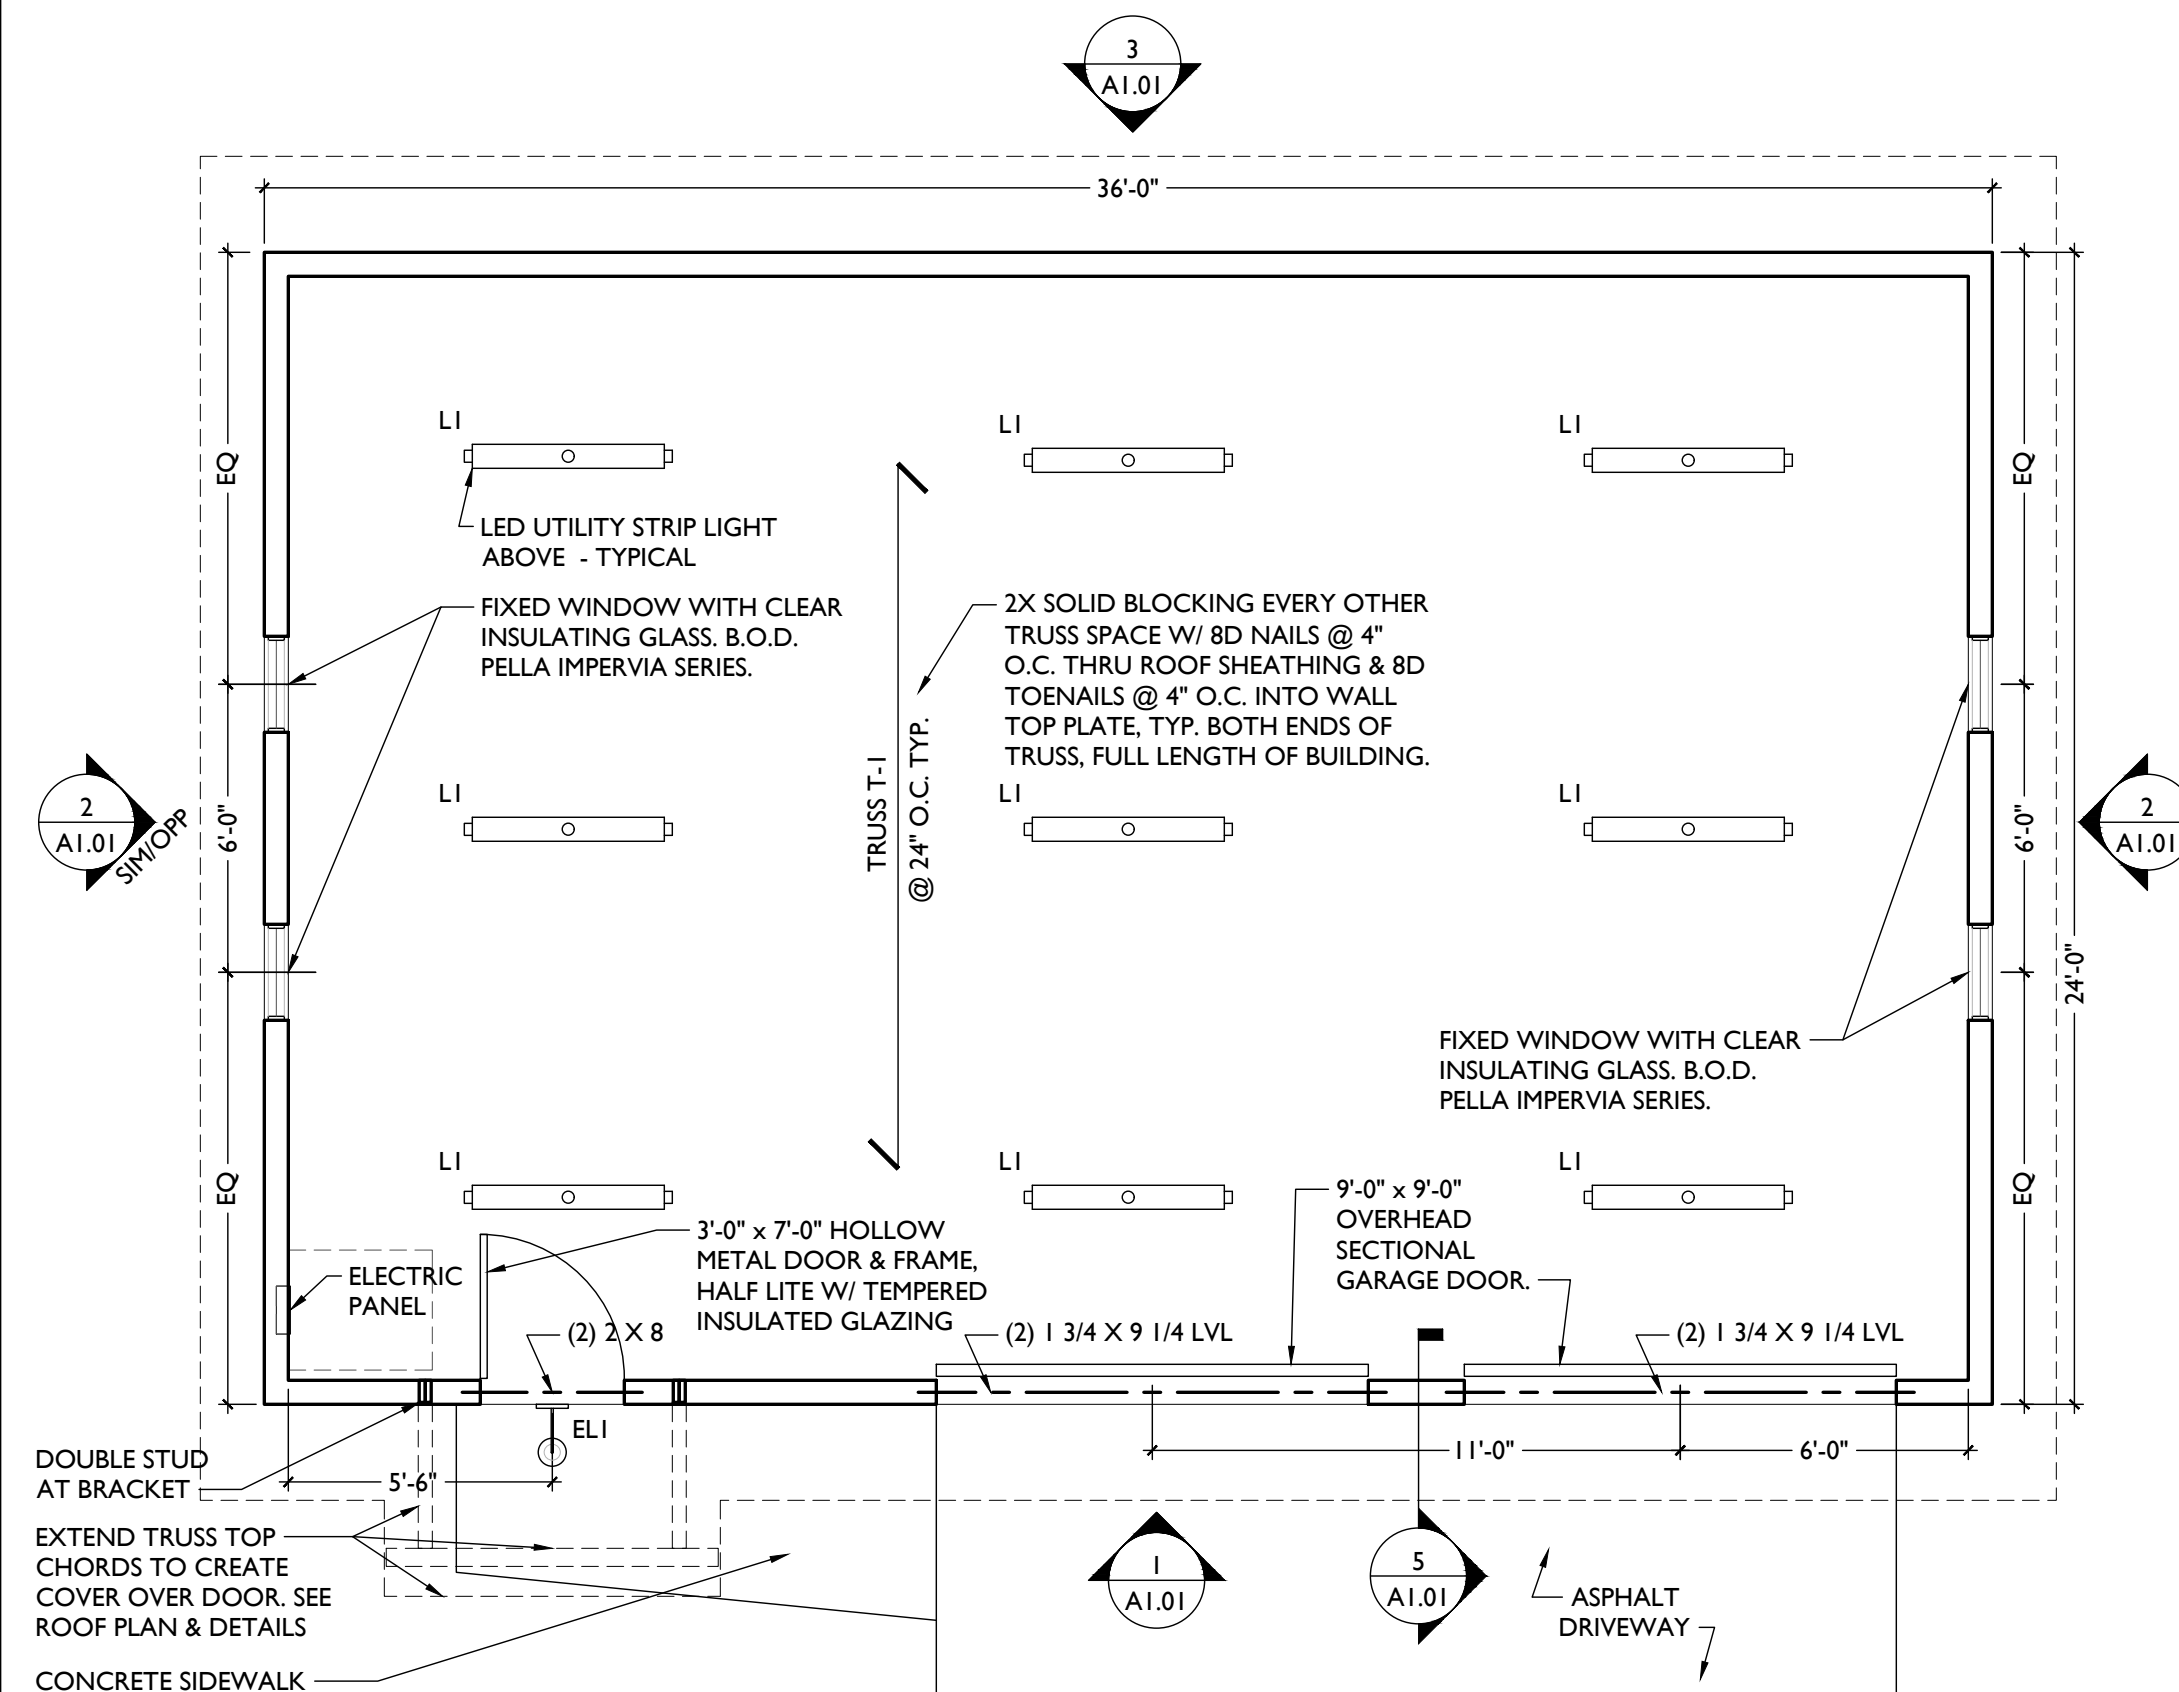 3
A1.01
36'-0"
L1
L1
L1
EQ
EQ
LED UTILITY STRIP LIGHT
ABOVE - TYPICAL
FIXED WINDOW WITH CLEAR
INSULATING GLASS. B.O.D.
PELLA IMPERVIA SERIES.
2X SOLID BLOCKING EVERY OTHER
TRUSS SPACE W/ 8D NAILS @ 4"
O.C. THRU ROOF SHEATHING & 8D
TOENAILS @ 4" O.C. INTO WALL
TOP PLATE, TYP. BOTH ENDS OF
TRUSS, FULL LENGTH OF BUILDING.
TRUSS T-1
@ 24" O.C. TYP.
2
A1.01
SIM/OPP
6'-0"
L1
L1
L1
6'-0"
2
A1.01
24'-0"
FIXED WINDOW WITH CLEAR
INSULATING GLASS. B.O.D.
PELLA IMPERVIA SERIES.
EQ
L1
L1
L1
EQ
9'-0" x 9'-0"
OVERHEAD
SECTIONAL
GARAGE DOOR.
3'-0" x 7'-0" HOLLOW
METAL DOOR & FRAME,
HALF LITE W/ TEMPERED
INSULATED GLAZING
ELECTRIC
PANEL
(2) 2 X 8
(2) 1 3/4 X 9 1/4 LVL
(2) 1 3/4 X 9 1/4 LVL
EL1
DOUBLE STUD
AT BRACKET
5'-6"
11'-0"
6'-0"
EXTEND TRUSS TOP
CHORDS TO CREATE
COVER OVER DOOR. SEE
ROOF PLAN & DETAILS
1
A1.01
5
A1.01
ASPHALT
DRIVEWAY
CONCRETE SIDEWALK